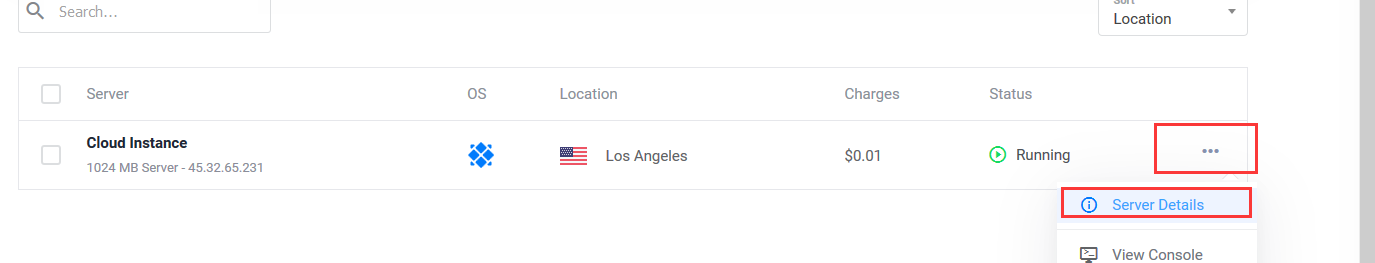 Search...
Sort
Location
Server OS Location Charges Status
Cloud Instance
1024 MB Server - 45.32.65.231
Los Angeles $0.01 Running
Server Details
View Console